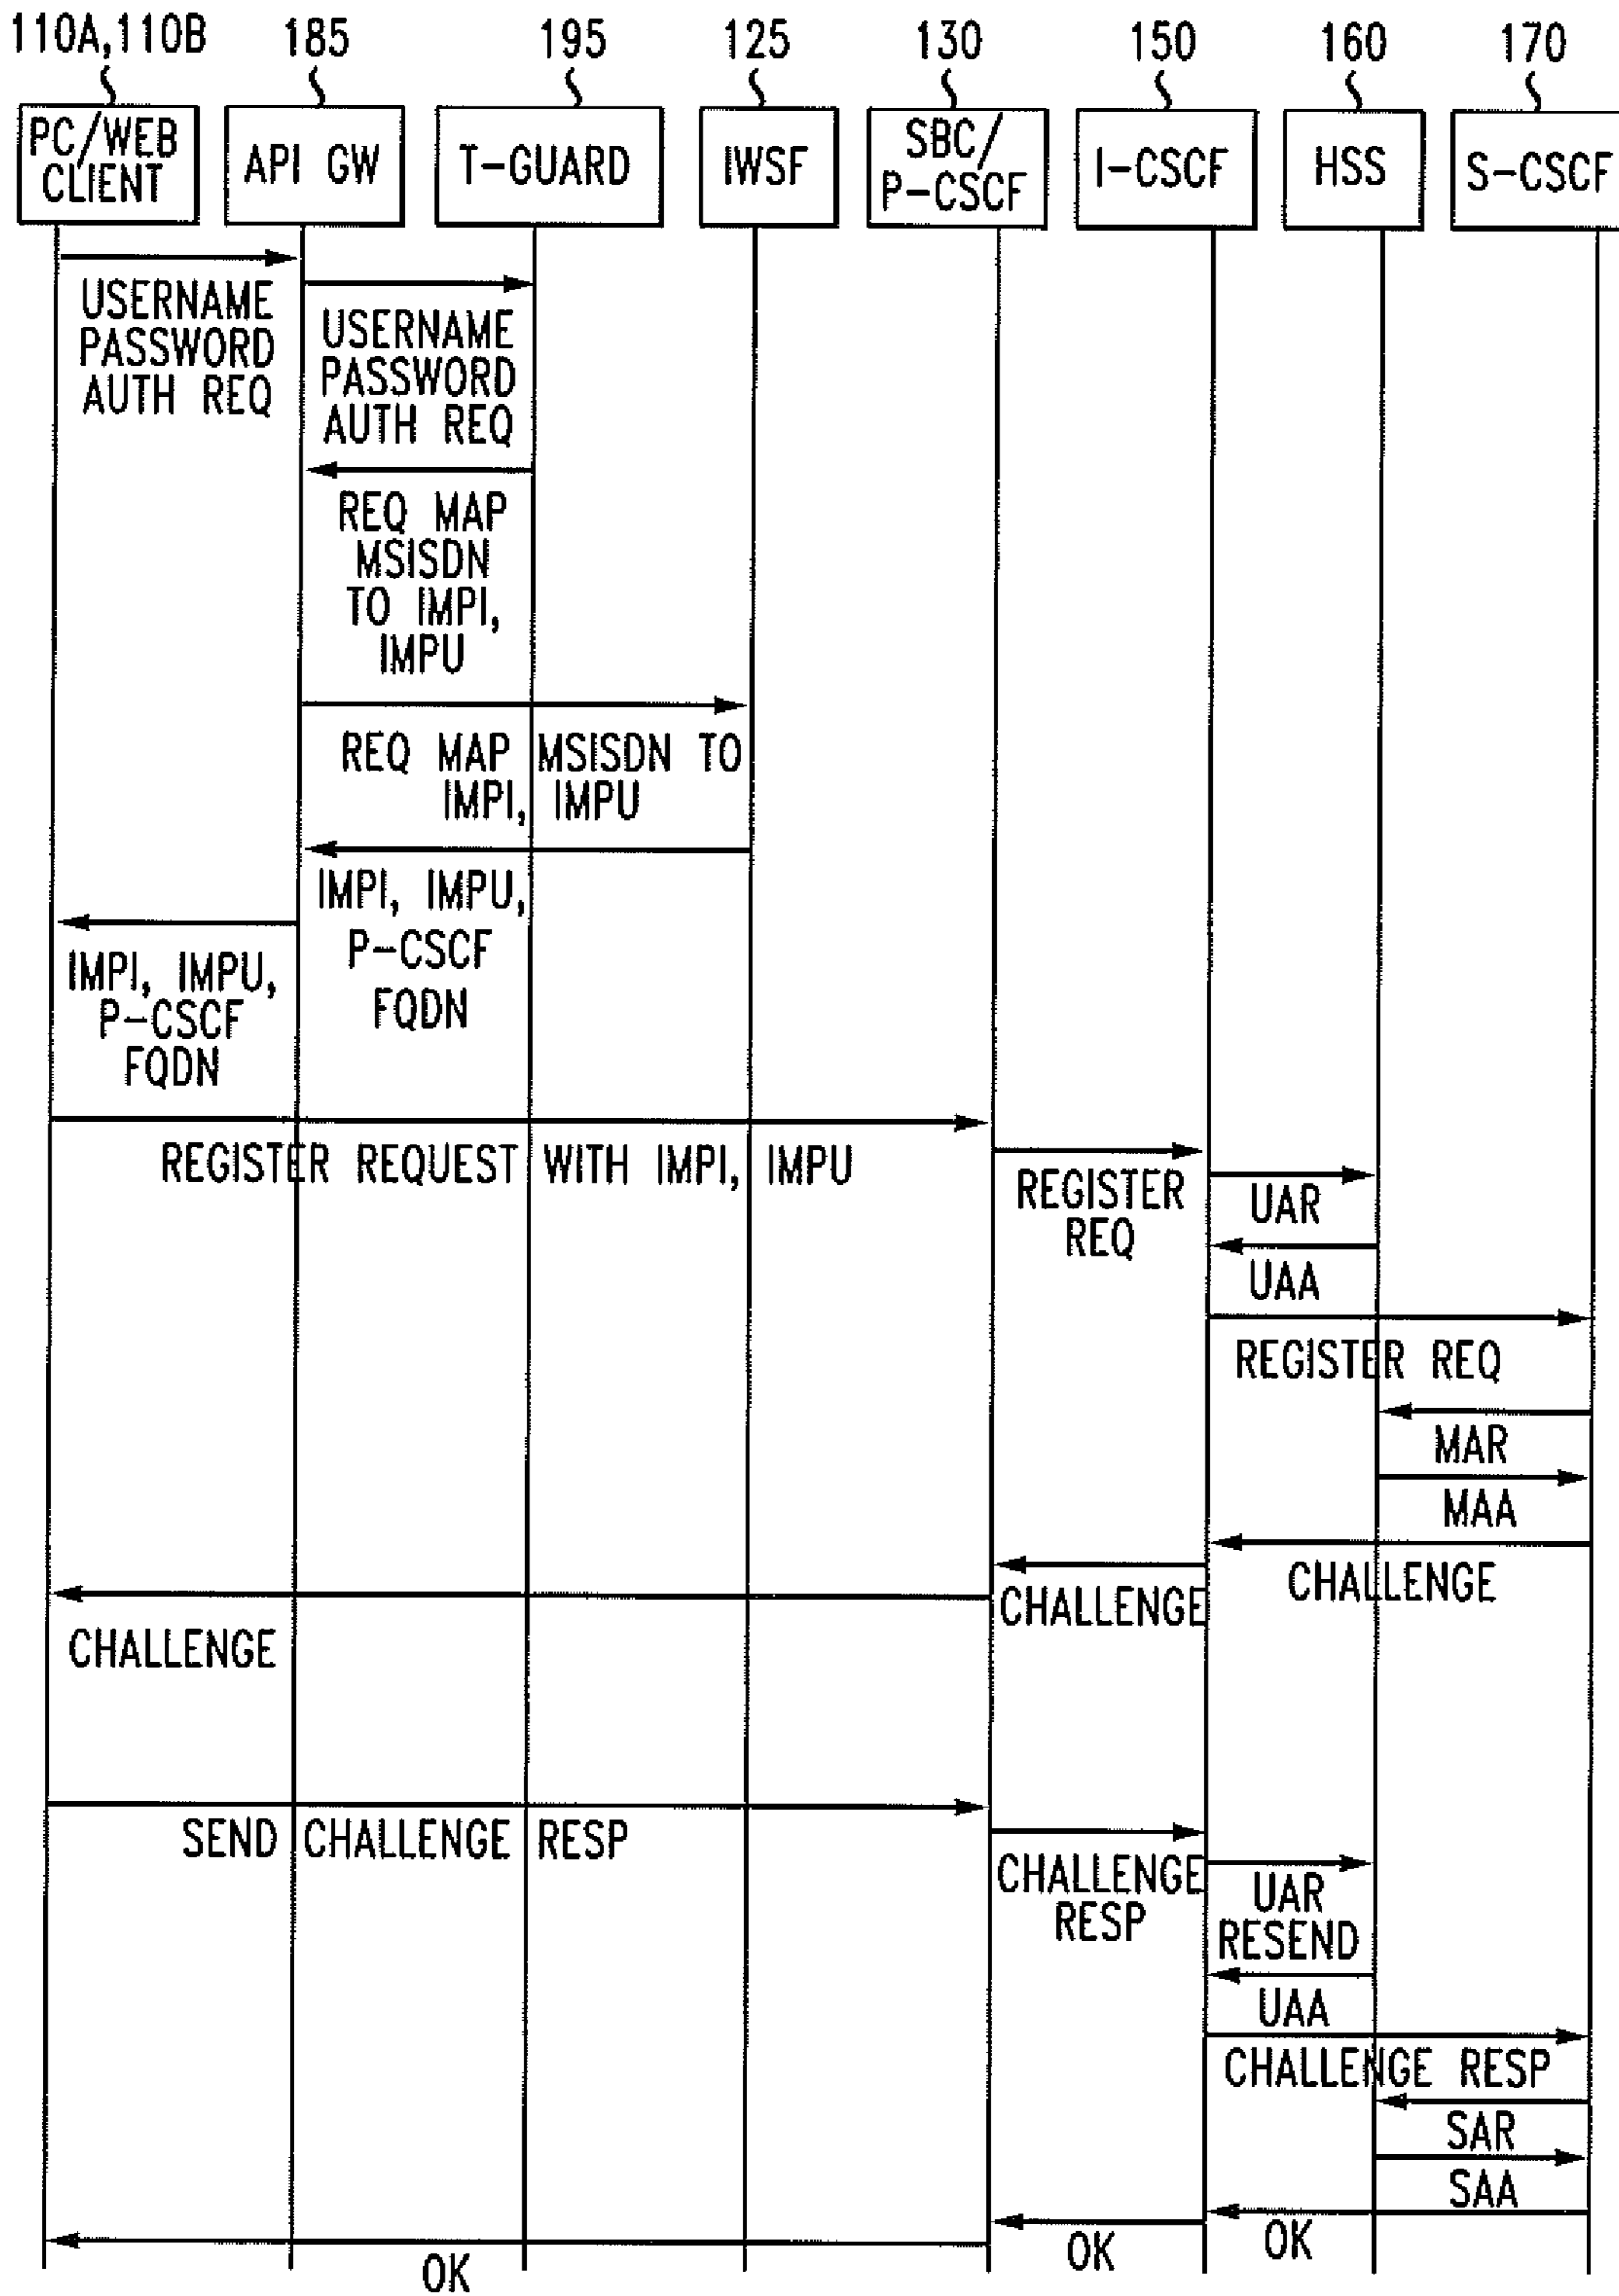 110A,110B 185 195 125 130 150 160 170
PC/WEB
CLIENT
API GW
T-GUARD
IWSF
SBC/
P-CSCF
I-CSCF
HSS
S-CSCF
USERNAME
PASSWORD
AUTH REQ
USERNAME
PASSWORD
AUTH REQ
REQ MAP
MSISDN
TO IMPI,
IMPU
REQ MAP MSISDN TO
IMPI, IMPU
IMPI, IMPU,
P-CSCF
FQDN
IMPI, IMPU,
P-CSCF
FQDN
REGISTER REQUEST WITH IMPI, IMPU
REGISTER
REQ
UAR
UAA
REGISTER REQ
MAR
MAA
CHALLENGE
CHALLENGE
CHALLENGE
SEND CHALLENGE RESP
CHALLENGE
RESP
UAR
RESEND
UAA
CHALLENGE RESP
SAR
SAA
OK
OK
OK